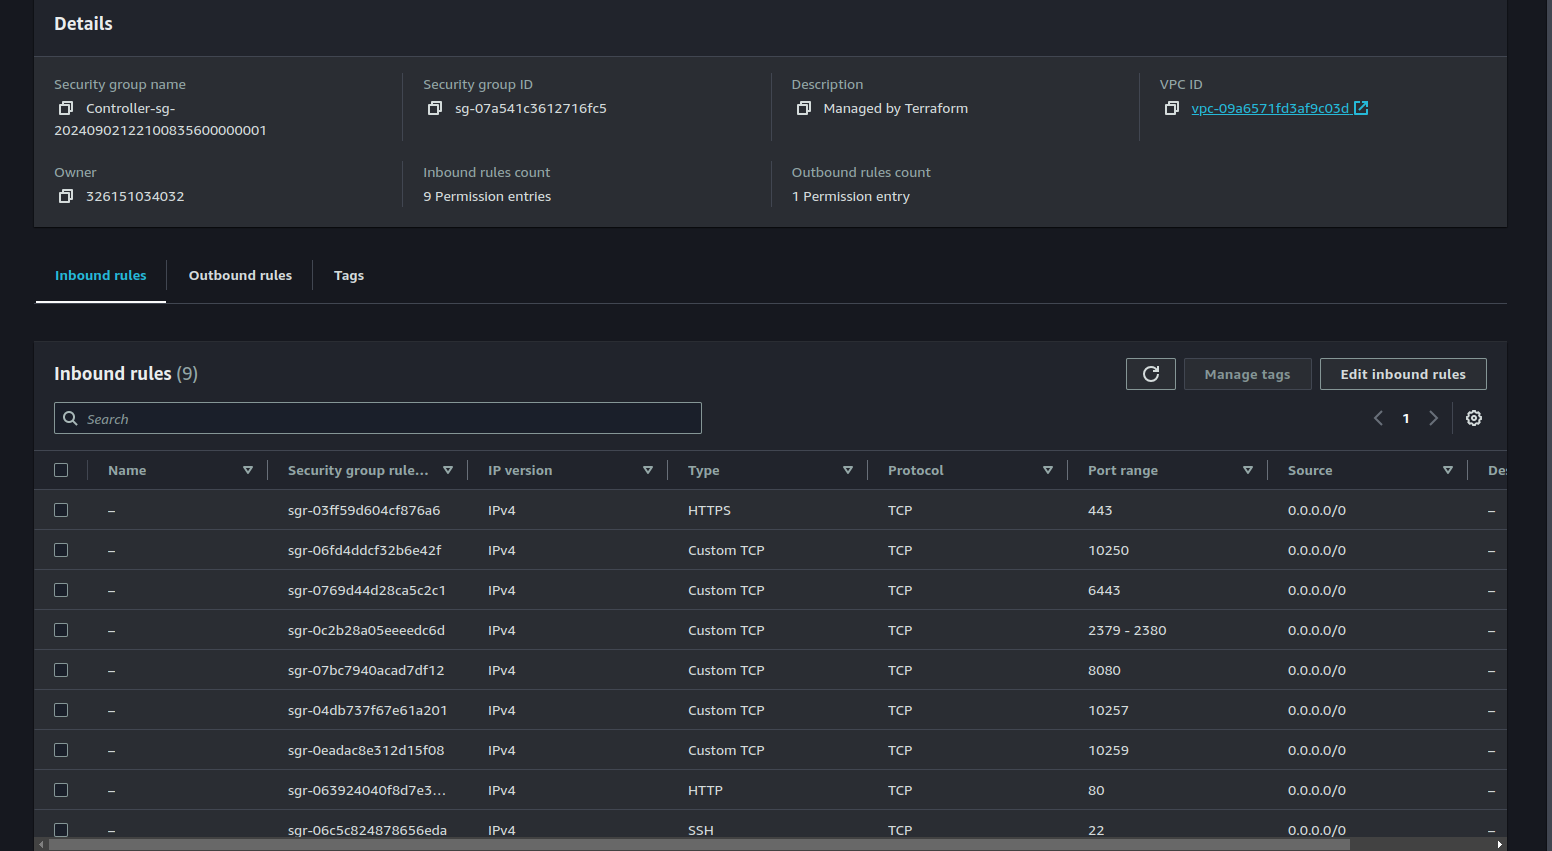 Details
Security group name
Controller-sg-
20240902122100835600000001
Security group ID
sg-07a541c3612716fc5
Description
Managed by Terraform
VPC ID
vpc-09a6571fd3af9c03d
Owner
326151034032
Inbound rules count
9 Permission entries
Outbound rules count
1 Permission entry
Inbound rules Outbound rules Tags
Inbound rules (9)
Manage tags Edit inbound rules
Search
1
Name Security group rule... IP version Type Protocol Port range Source De
– sgr-03ff59d604cf876a6 IPv4 HTTPS TCP 443 0.0.0.0/0 –
– sgr-06fd4ddcf32b6e42f IPv4 Custom TCP TCP 10250 0.0.0.0/0 –
– sgr-0769d44d28ca5c2c1 IPv4 Custom TCP TCP 6443 0.0.0.0/0 –
– sgr-0c2b28a05eeeedc6d IPv4 Custom TCP TCP 2379 - 2380 0.0.0.0/0 –
– sgr-07bc7940acad7df12 IPv4 Custom TCP TCP 8080 0.0.0.0/0 –
– sgr-04db737f67e61a201 IPv4 Custom TCP TCP 10257 0.0.0.0/0 –
– sgr-0eadac8e312d15f08 IPv4 Custom TCP TCP 10259 0.0.0.0/0 –
– sgr-063924040f8d7e3... IPv4 HTTP TCP 80 0.0.0.0/0 –
– sgr-06c5c824878656eda IPv4 SSH TCP 22 0.0.0.0/0 –